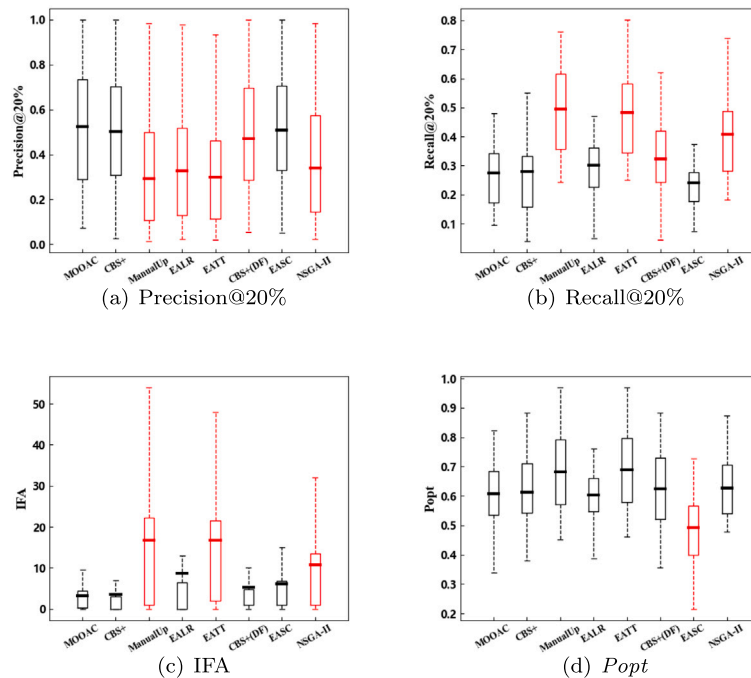 Precision@20%
1.0
0.8
0.6
0.4
0.2
0.0
MOOAC CBS+ ManualUp EALR EATT CBS+(DF) EASC NSGA-II
(a) Precision@20%
Recall@20%
0.8
0.7
0.6
0.5
0.4
0.3
0.2
0.1
MOOAC CBS+ ManualUp EALR EATT CBS+(DF) EASC NSGA-II
(b) Recall@20%
IFA
50
40
30
20
10
0
MOOAC CBS+ ManualUp EALR EATT CBS+(DF) EASC NSGA-II
(c) IFA
Popt
1.0
0.9
0.8
0.7
0.6
0.5
0.4
0.3
0.2
MOOAC CBS+ ManualUp EALR EATT CBS+(DF) EASC NSGA-II
(d) Popt